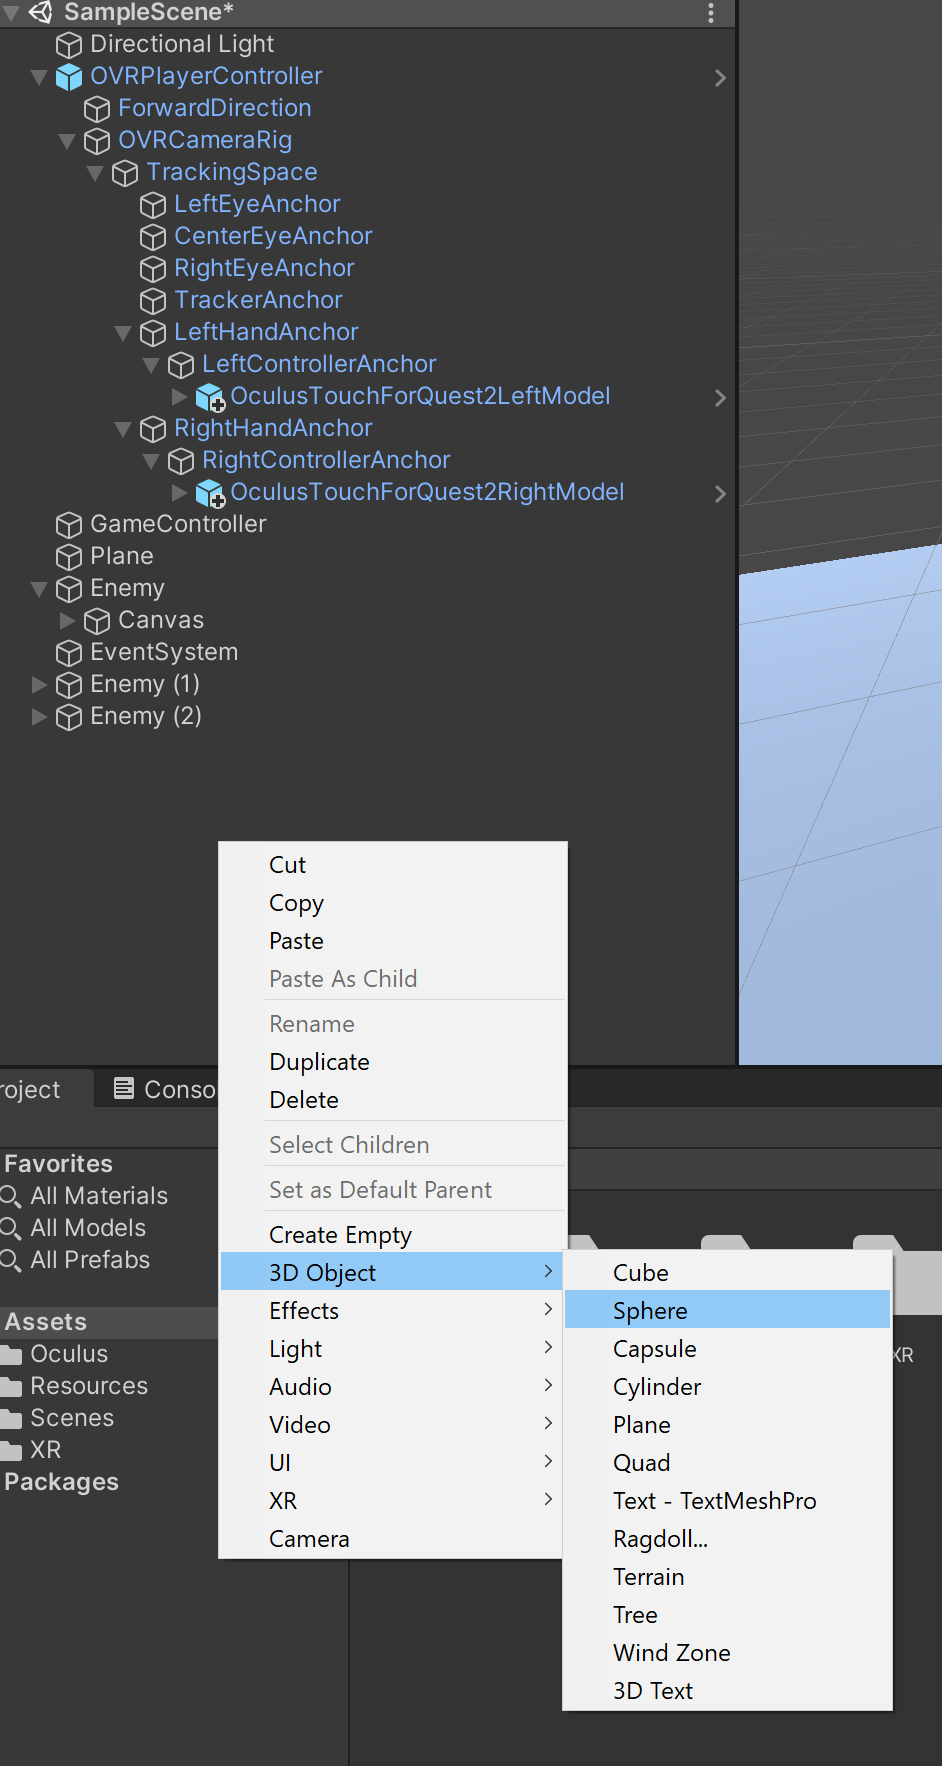 SampleScene*
Directional Light
OVRPlayerController
ForwardDirection
OVRCameraRig
TrackingSpace
LeftEyeAnchor
CenterEyeAnchor
RightEyeAnchor
TrackerAnchor
LeftHandAnchor
LeftControllerAnchor
OculusTouchForQuest2LeftModel
RightHandAnchor
RightControllerAnchor
OculusTouchForQuest2RightModel
GameController
Plane
Enemy
Canvas
EventSystem
Enemy (1)
Enemy (2)
Cut
Copy
Paste
Paste As Child
Rename
Duplicate
Delete
Select Children
Set as Default Parent
Create Empty
3D Object
Effects
Light
Audio
Video
UI
XR
Camera
Cube
Sphere
Capsule
Cylinder
Plane
Quad
Text - TextMeshPro
Ragdoll...
Terrain
Tree
Wind Zone
3D Text
roject
Conso
Favorites
All Materials
All Models
All Prefabs
Assets
Oculus
Resources
Scenes
XR
Packages
XR